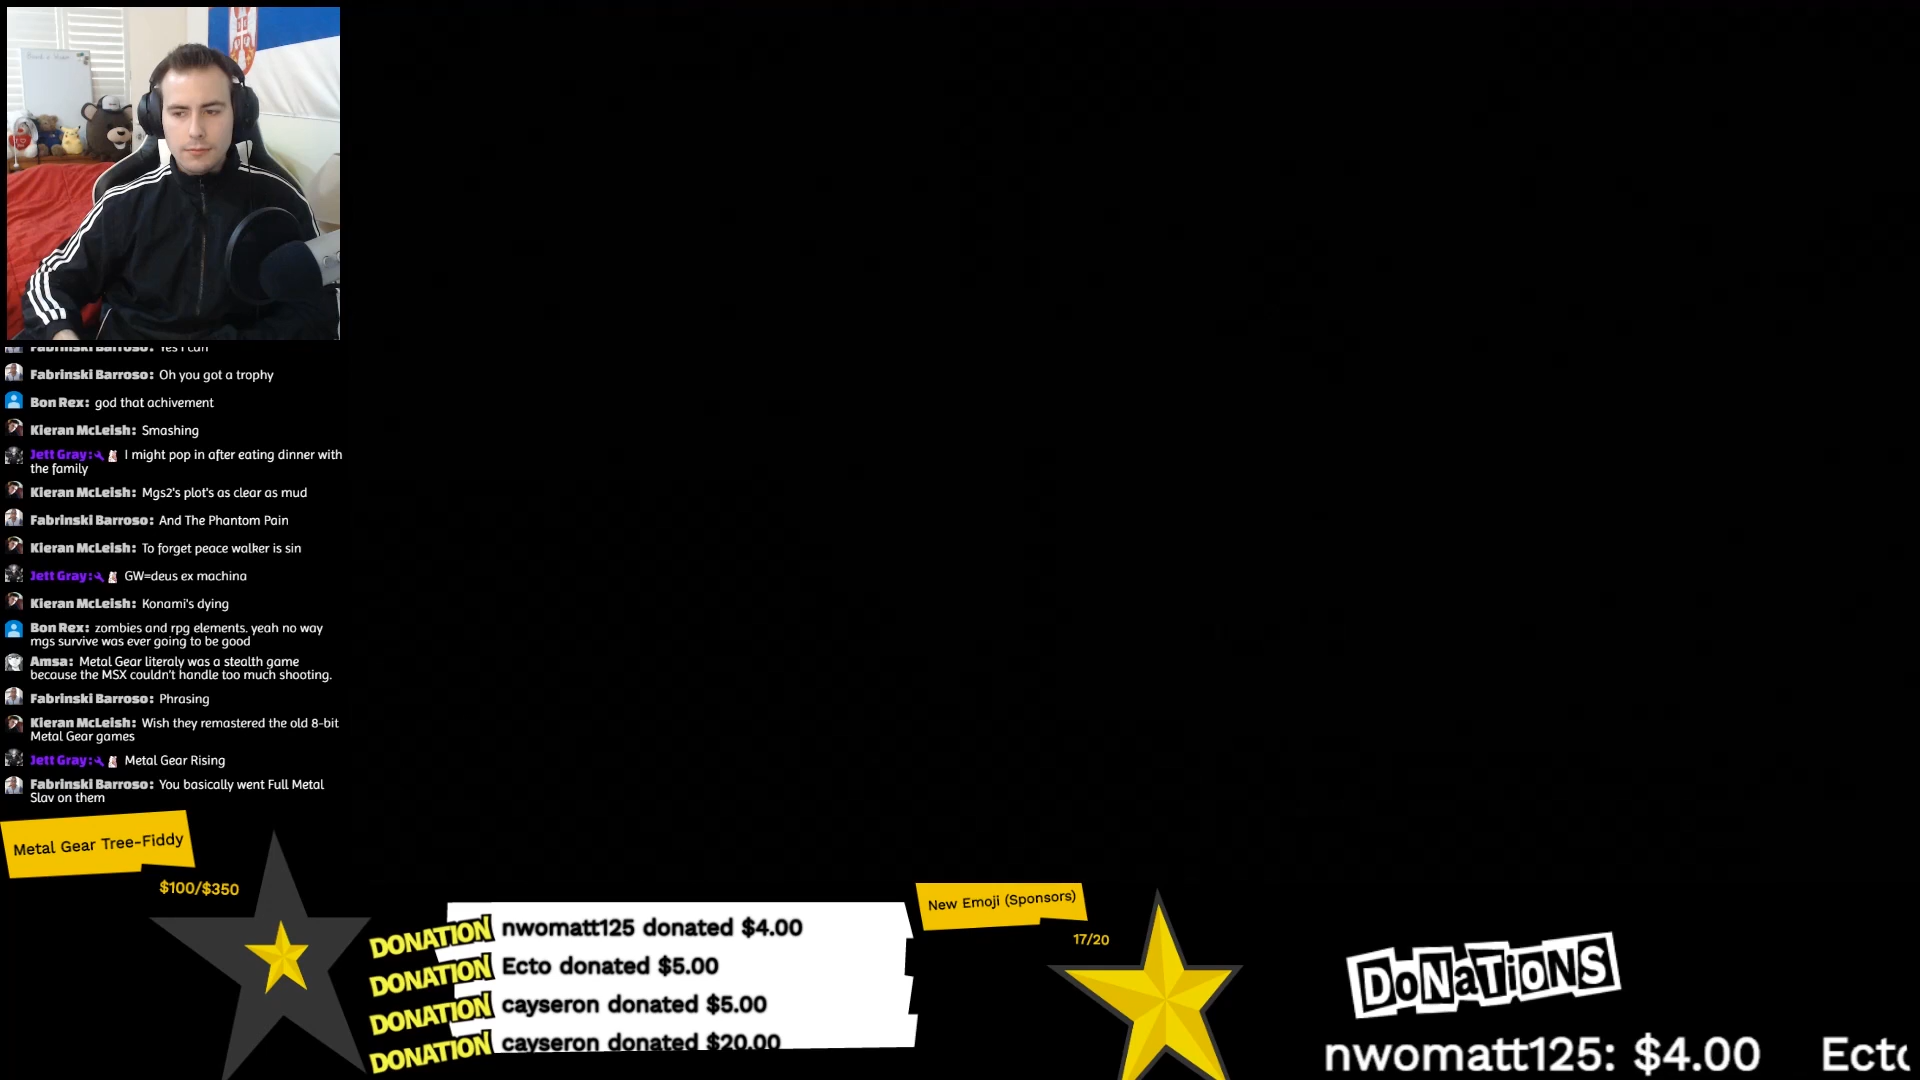 Fabrinski Barroso: Yes I can
Fabrinski Barroso: Oh you got a trophy
Bon Rex: god that achivement
Kieran McLeish: Smashing
Jett Gray: I might pop in after eating dinner with
the family
Kieran McLeish: Mgs2's plot's as clear as mud
Fabrinski Barroso: And The Phantom Pain
Kieran McLeish: To forget peace walker is sin
Jett Gray: GW=deus ex machina
Kieran McLeish: Konami's dying
Bon Rex: zombies and rpg elements. yeah no way
mgs survive was ever going to be good
Amsa: Metal Gear literaly was a stealth game
because the MSX couldn't handle too much shooting.
Fabrinski Barroso: Phrasing
Kieran McLeish: Wish they remastered the old 8-bit
Metal Gear games
Jett Gray: Metal Gear Rising
Fabrinski Barroso: You basically went Full Metal
Slav on them
Metal Gear Tree-Fiddy
$100/$350
DONATION nwomatt125 donated $4.00
DONATION Ecto donated $5.00
DONATION cayseron donated $5.00
DONATION cayseron donated $20.00
New Emoji (Sponsors)
17/20
DoNaTiONS
nwomatt125: $4.00 Ecto